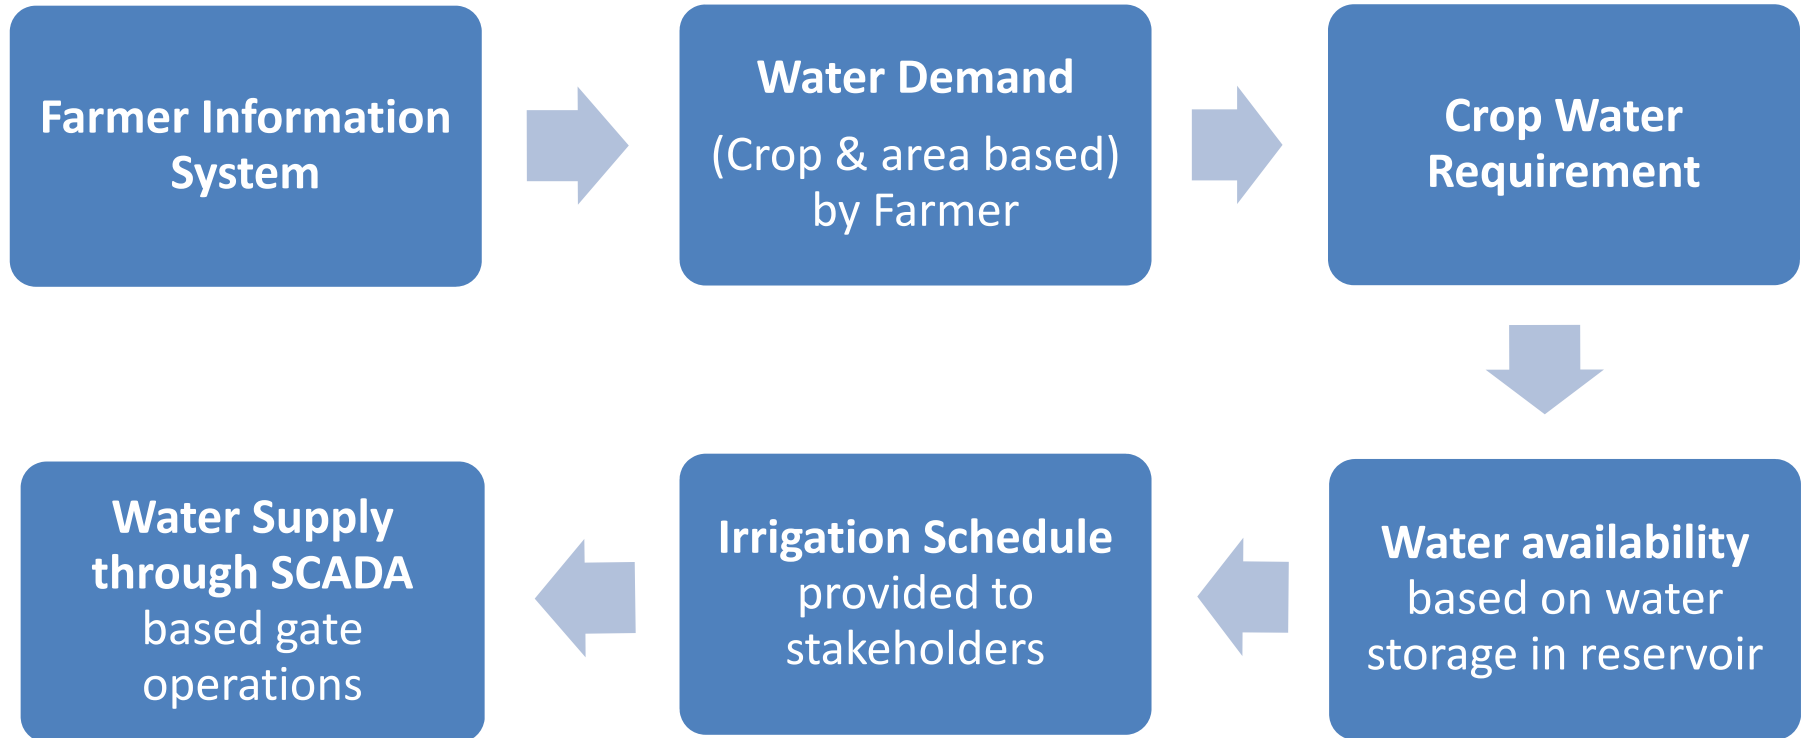 Farmer Information
System
Water Demand
(Crop & area based)
by Farmer
Crop Water
Requirement
Water availability
based on water
storage in reservoir
Irrigation Schedule
provided to
stakeholders
Water Supply
through SCADA
based gate
operations